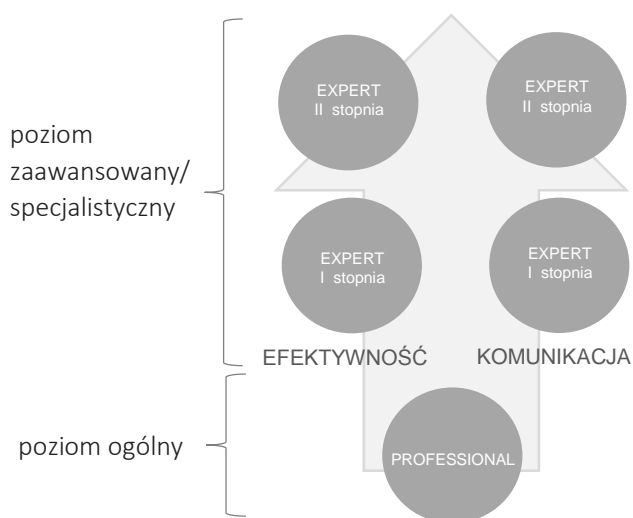 EXPERT
II stopnia
EXPERT
II stopnia
poziom
zaawansowany/
specjalistyczny
EXPERT
I stopnia
EXPERT
I stopnia
EFEKTYWNOŚĆ
KOMUNIKACJA
poziom ogólny
PROFESSIONAL